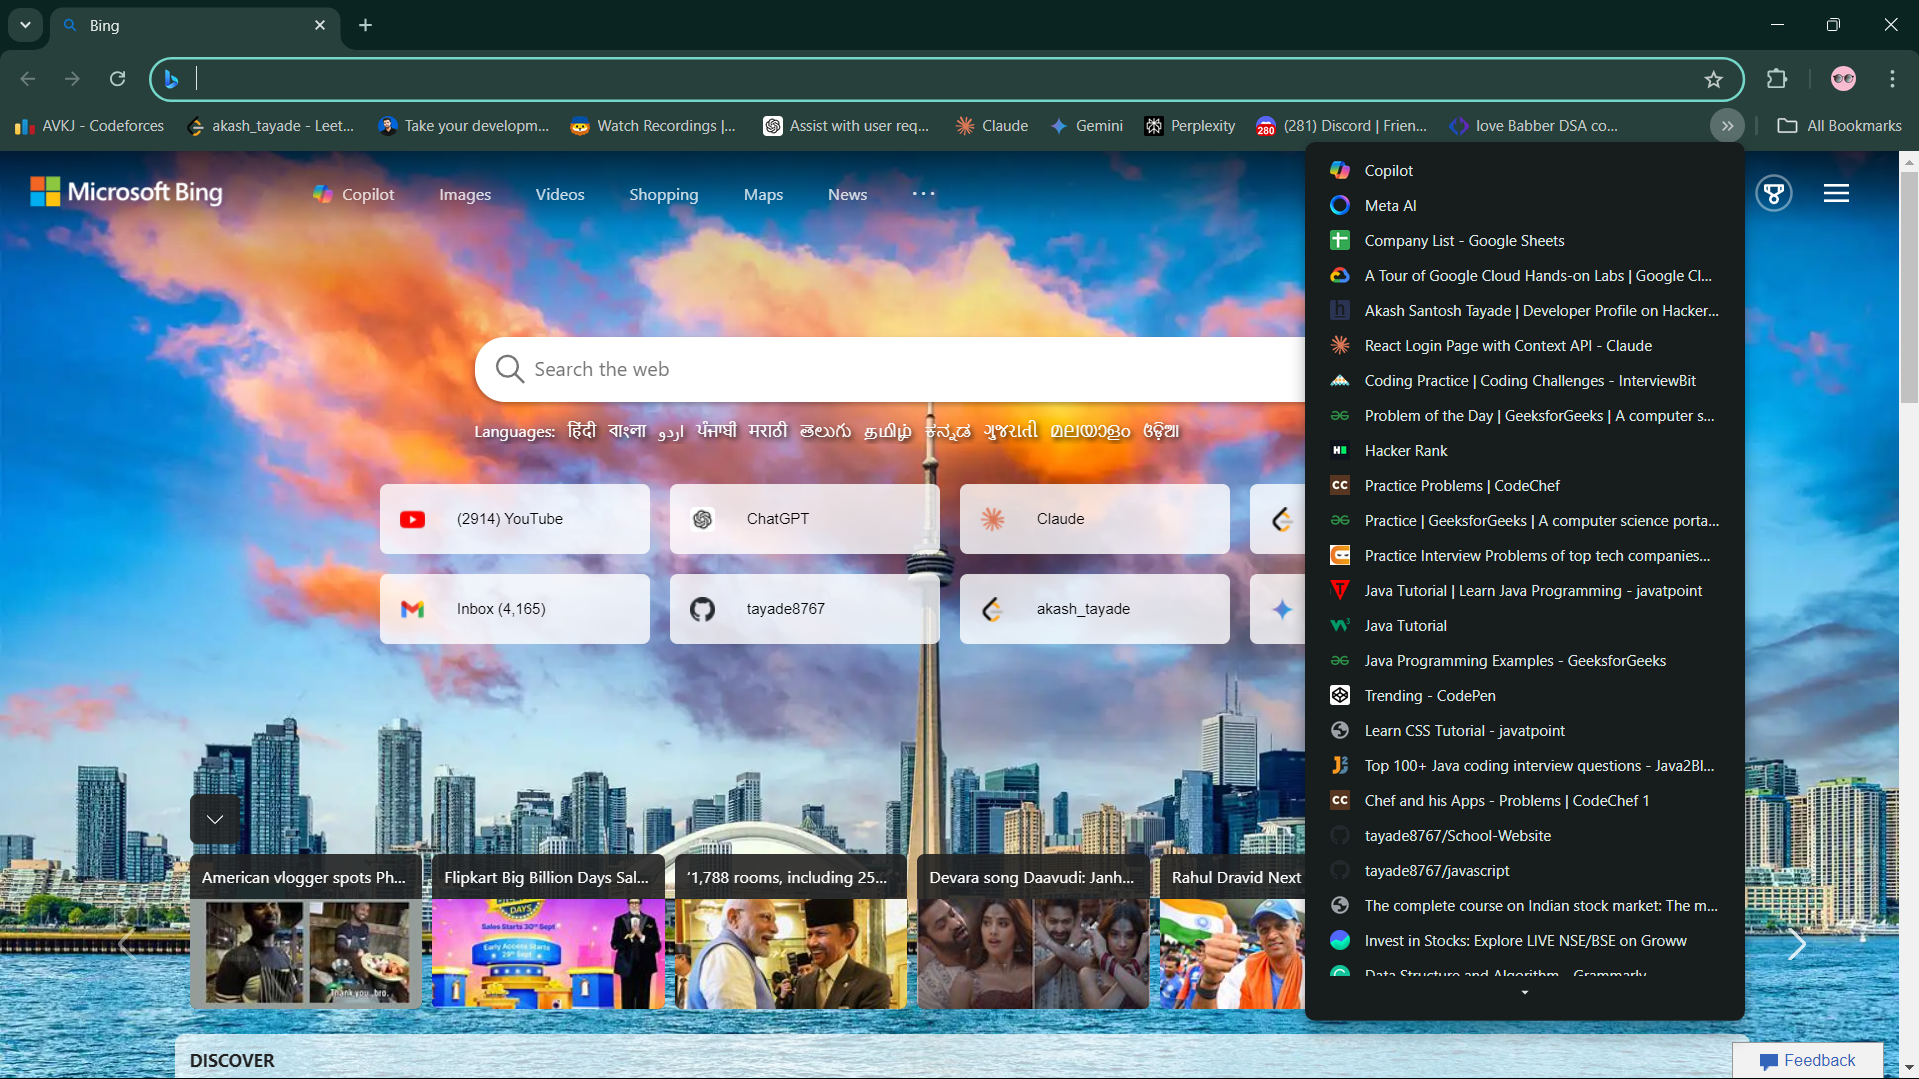 Bing
AVKJ - Codeforces
akash_tayade - Leet...
Take your developm...
Watch Recordings |...
Assist with user req...
Claude
Gemini
Perplexity
280
(281) Discord | Frien...
love Babber DSA co...
All Bookmarks
Microsoft Bing
Copilot
Images
Videos
Shopping
Maps
News
Search the web
Languages: हिंदी বাংলা اردو ਪੰਜਾਬੀ मराठी తెలుగు தமிழ் ಕನ್ನಡ ગુજરાતી മലയാളം ଓଡ଼ିଆ
(2914) YouTube
ChatGPT
Claude
Inbox (4,165)
tayade8767
akash_tayade
Copilot
Meta AI
Company List - Google Sheets
A Tour of Google Cloud Hands-on Labs | Google Cl...
Akash Santosh Tayade | Developer Profile on Hacker...
React Login Page with Context API - Claude
Coding Practice | Coding Challenges - InterviewBit
Problem of the Day | GeeksforGeeks | A computer s...
Hacker Rank
Practice Problems | CodeChef
Practice | GeeksforGeeks | A computer science porta...
Practice Interview Problems of top tech companies...
Java Tutorial | Learn Java Programming - javatpoint
Java Tutorial
Java Programming Examples - GeeksforGeeks
Trending - CodePen
Learn CSS Tutorial - javatpoint
Top 100+ Java coding interview questions - Java2Bl...
Chef and his Apps - Problems | CodeChef 1
tayade8767/School-Website
tayade8767/javascript
The complete course on Indian stock market: The m...
Invest in Stocks: Explore LIVE NSE/BSE on Groww
Data Structure and Algorithm - Grammarly
American vlogger spots Ph...
Flipkart Big Billion Days Sal...
'1,788 rooms, including 25...
Devara song Daavudi: Janh...
Rahul Dravid Next
DAYS
Sales Starts 30th Sept
Early Access Starts
29th Sept
Thank you .bro.
DISCOVER
Feedback